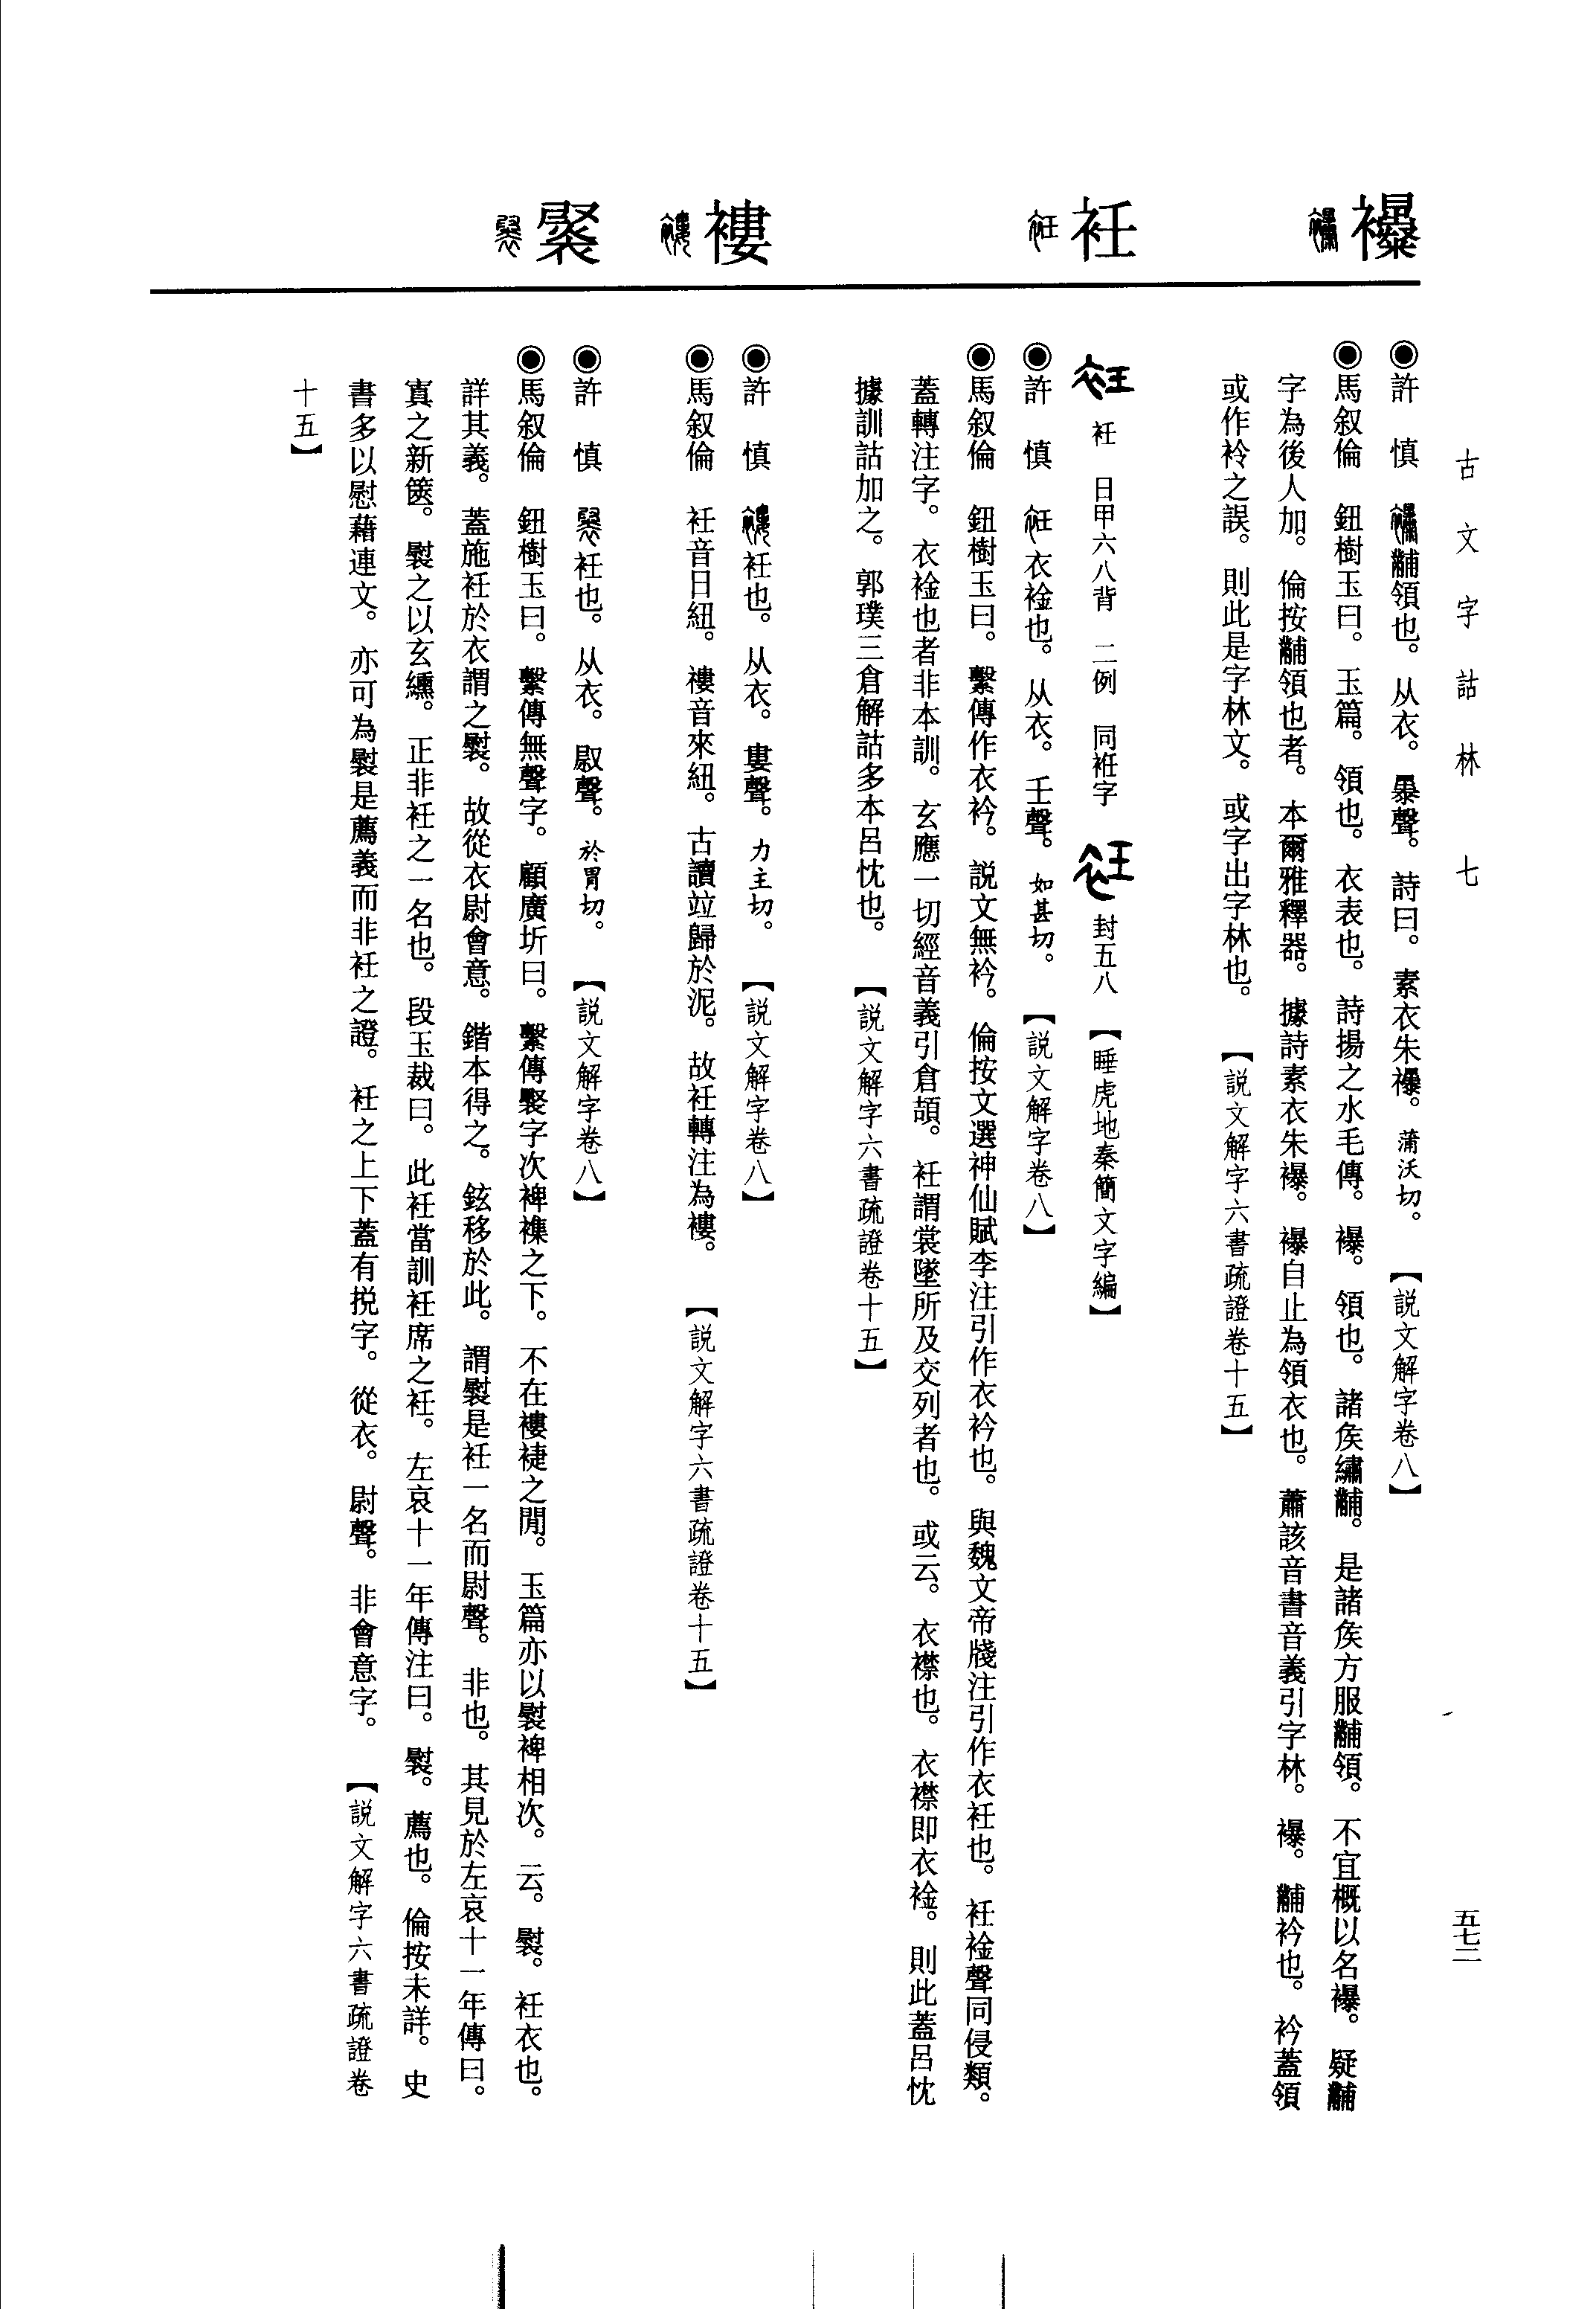 古文字詁林 七
五七二
襮
◉許 慎 黼領也。从衣。㬥聲。詩曰。素衣朱襮。蒲沃切。 【説文解字卷八】
◉馬叙倫 鈕樹玉曰。玉篇。領也。衣表也。詩揚之水毛傳。襮。領也。諸矦繡黼。是諸矦方服黼領。不宜概以名襮。疑黼
字為後人加。倫按黼領也者。本爾雅釋器。據詩素衣朱襮。襮自止為領衣也。蕭該音書音義引字林。襮。黼衿也。衿蓋領
或作袊之誤。則此是字林文。或字出字林也。 【説文解字六書疏證卷十五】
衽
衽 日甲六八背 二例 同袵字 封五八 【睡虎地秦簡文字編】
◉許 慎 衣䘳也。从衣。壬聲。如甚切。 【説文解字卷八】
◉馬叙倫 鈕樹玉曰。繫傳作衣衿。説文無衿。倫按文選神仙賦李注引作衣衿也。與魏文帝牋注引作衣衽也。衽䘳聲同侵類。
蓋轉注字。衣䘳也者非本訓。玄應一切經音義引倉頡。衽謂裳墜所及交列者也。或云。衣襟也。衣襟即衣䘳。則此蓋呂忱
據訓詁加之。郭璞三倉解詁多本呂忱也。 【説文解字六書疏證卷十五】
褸
◉許 慎 衽也。从衣。婁聲。力主切。 【説文解字卷八】
◉馬叙倫 衽音日紐。褸音來紐。古讀竝歸於泥。故衽轉注為褸。 【説文解字六書疏證卷十五】
褽
◉許 慎 衽也。从衣。㷉聲。於胃切。 【説文解字卷八】
◉馬叙倫 鈕樹玉曰。繫傳無聲字。顧廣圻曰。繫傳褽字次裨襍之下。不在褸褋之閒。玉篇亦以褽裨相次。云。褽。衽衣也。
詳其義。蓋施衽於衣謂之褽。故從衣尉會意。鍇本得之。鉉移於此。謂褽是衽一名而尉聲。非也。其見於左哀十一年傳曰。
寘之新篋。褽之以玄纁。正非衽之一名也。段玉裁曰。此衽當訓衽席之衽。左哀十一年傳注曰。褽。薦也。倫按未詳。史
書多以慰藉連文。亦可為褽是薦義而非衽之證。衽之上下蓋有捝字。從衣。尉聲。非會意字。 【説文解字六書疏證卷
十五】